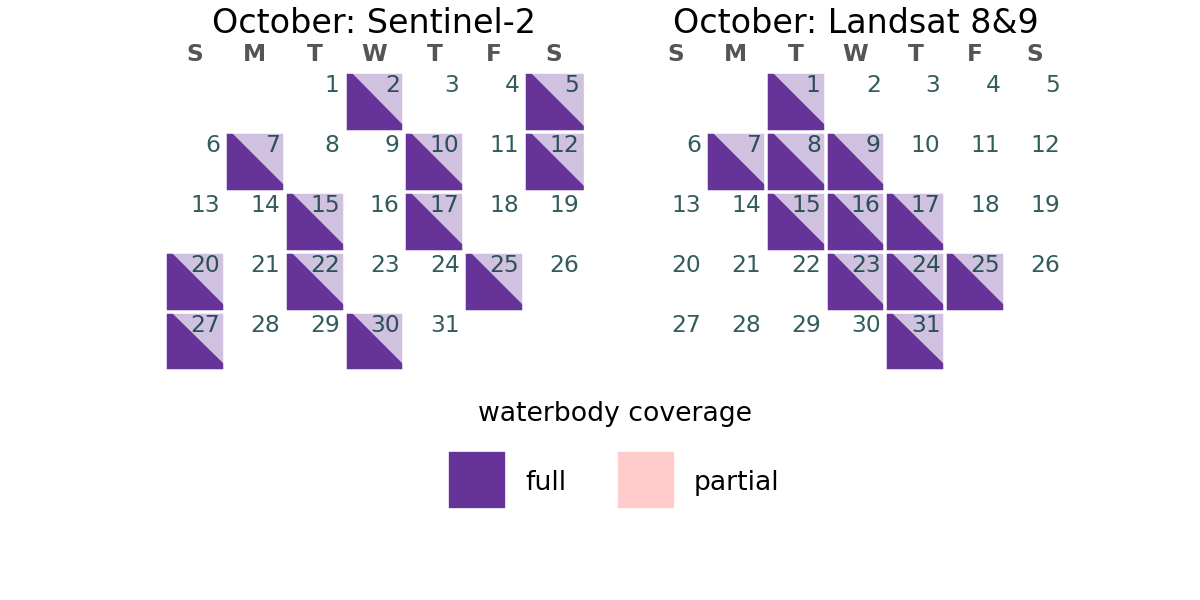 October: Sentinel-2
S M T W T F S
1 2 3 4 5
6 7 8 9 10 11 12
13 14 15 16 17 18 19
20 21 22 23 24 25 26
27 28 29 30 31
October: Landsat 8&9
S M T W T F S
1 2 3 4 5
6 7 8 9 10 11 12
13 14 15 16 17 18 19
20 21 22 23 24 25 26
27 28 29 30 31
waterbody coverage
full partial